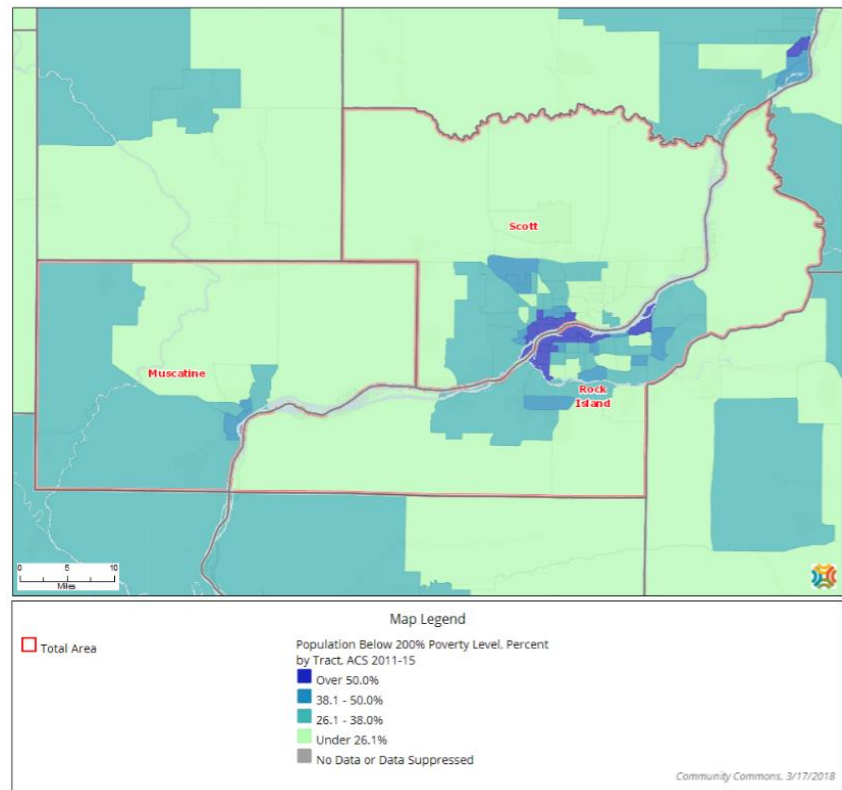 Scott
Muscatine
Rock
Island
0 5 10
Miles
Map Legend
Total Area
Population Below 200% Poverty Level, Percent
by Tract. ACS 2011-15
Over 50.0%
38.1 - 50.0%
26.1 - 38.0%
Under 26.1%
No Data or Data Suppressed
Community Commons, 3/17/2018